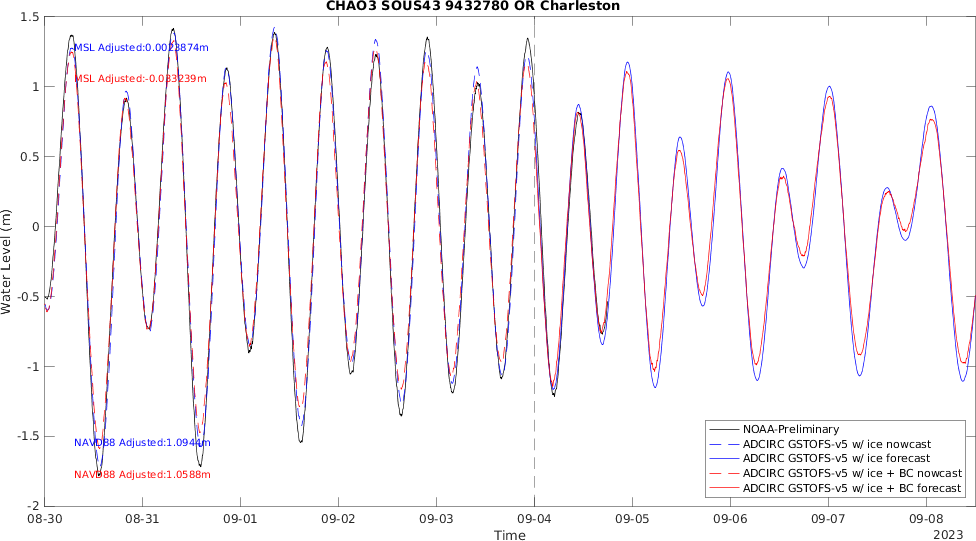 CHAO3 SOUS43 9432780 OR Charleston
1.5
1
0.5
0
-0.5
-1
-1.5
-2
Water Level (m)
MSL Adjusted:0.0023874m
MSL Adjusted:-0.033239m
NAVD88 Adjusted:1.0944m
NAVD88 Adjusted:1.0588m
NOAA-Preliminary
ADCIRC GSTOFS-v5 w/ ice nowcast
ADCIRC GSTOFS-v5 w/ ice forecast
ADCIRC GSTOFS-v5 w/ ice + BC nowcast
ADCIRC GSTOFS-v5 w/ ice + BC forecast
08-30 08-31 09-01 09-02 09-03 09-04 09-05 09-06 09-07 09-08
Time
2023